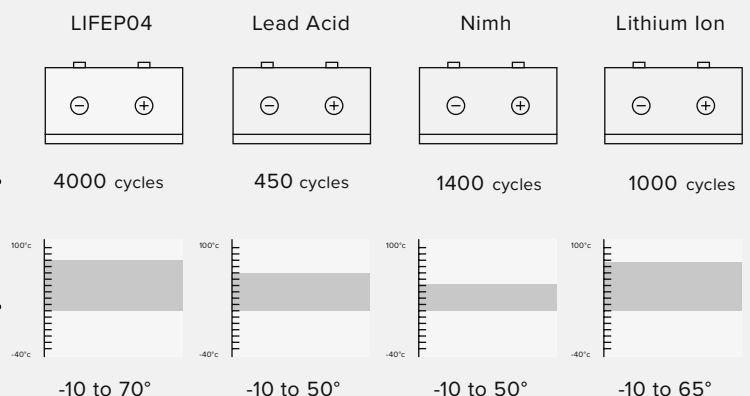 LIFEPO4 Lead Acid Nimh Lithium Ion
4000 cycles 450 cycles 1400 cycles 1000 cycles
100°c 100°c 100°c 100°c
-40°c -40°c -40°c -40°c
-10 to 70° -10 to 50° -10 to 50° -10 to 65°